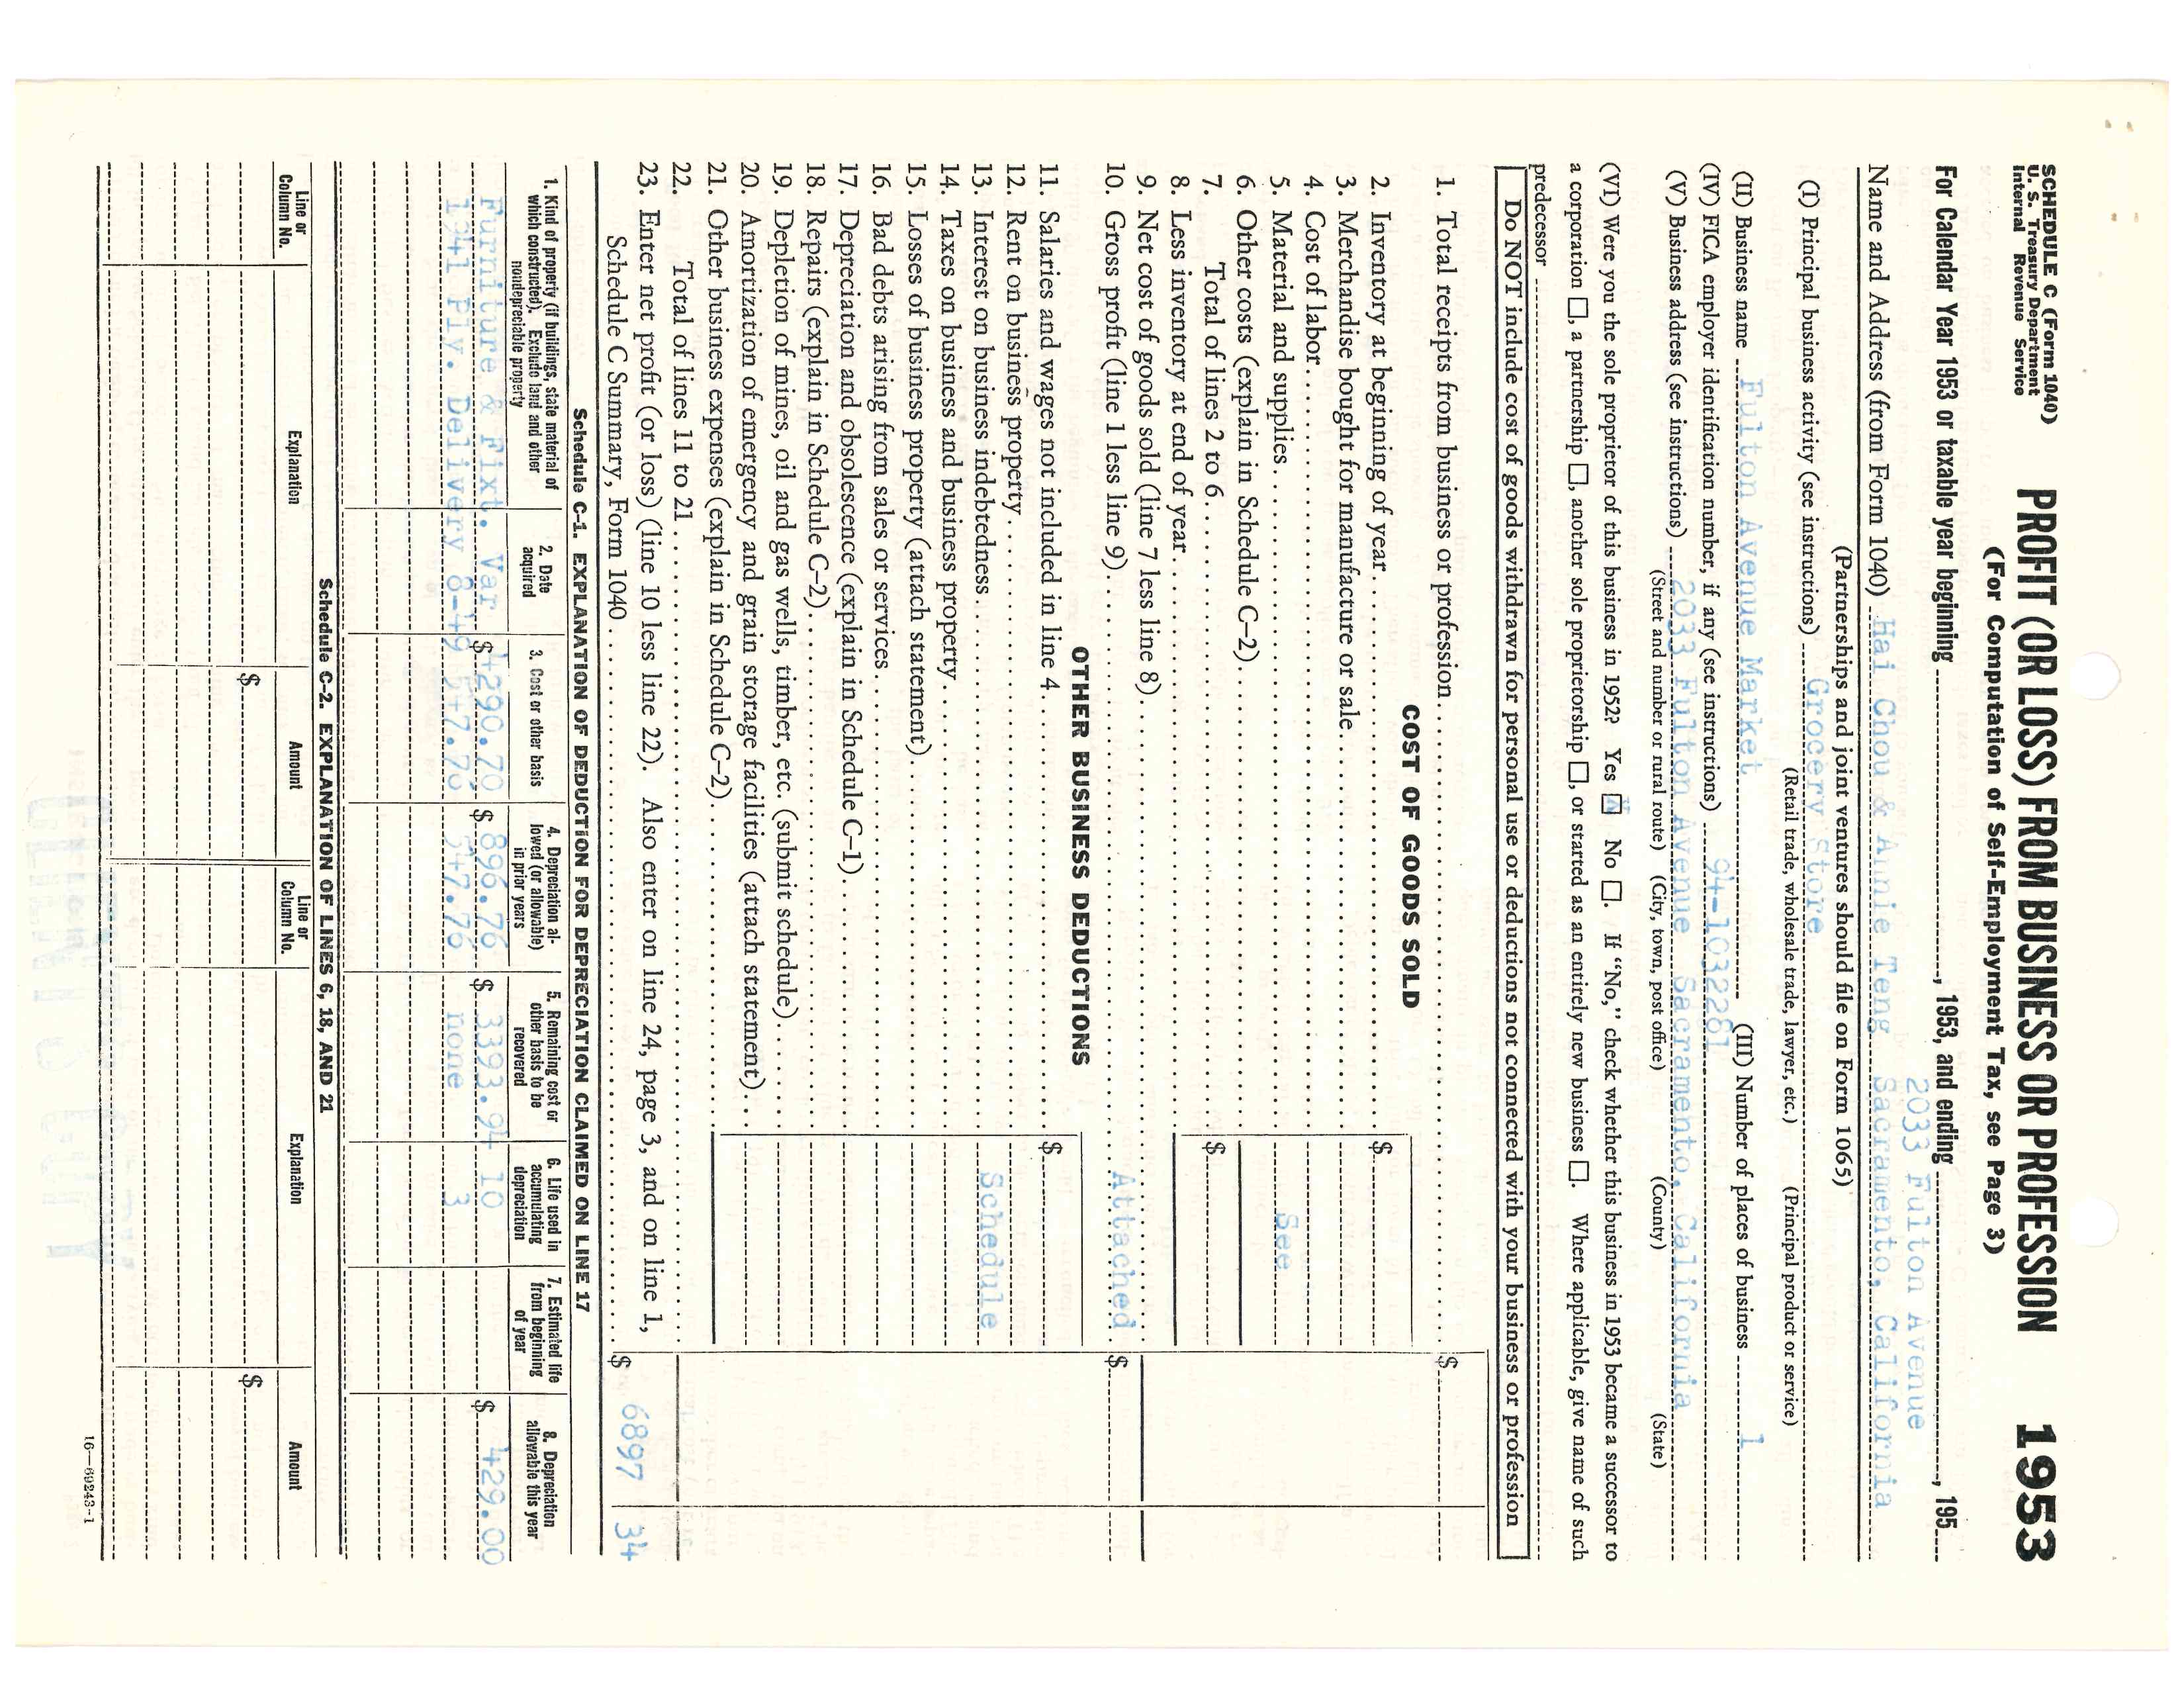 SCHEDULE C (Form 1040)
U. S. Treasury Department
Internal Revenue Service
PROFIT (OR LOSS) FROM BUSINESS OR PROFESSION
1953
(For Computation of Self-Employment Tax, see Page 3)
For Calendar Year 1953 or taxable year beginning ........, 1953, and ending ........, 195....
2033 Fulton Avenue
Name and Address (from Form 1040) Hai Chou & Annie Teng Sacramento, California
(Partnerships and joint ventures should file on Form 1065)
(I) Principal business activity (see instructions) Grocery Store
(Retail trade, wholesale trade, lawyer, etc.) (Principal product or service)
(II) Business name Fulton Avenue Market (III) Number of places of business 1
(IV) FICA employer identification number, if any (see instructions) 94-1032261
(V) Business address (see instructions) 2033 Fulton Avenue Sacramento, California
(Street and number or rural route) (City, town, post office) (County) (State)
(VI) Were you the sole proprietor of this business in 1952? Yes ☒ No ☐. If “No,” check whether this business in 1953 became a successor to
a corporation ☐, a partnership ☐, another sole proprietorship ☐, or started as an entirely new business ☐. Where applicable, give name of such
predecessor
Do NOT include cost of goods withdrawn for personal use or deductions not connected with your business or profession
1. Total receipts from business or profession $
COST OF GOODS SOLD
2. Inventory at beginning of year $
3. Merchandise bought for manufacture or sale
4. Cost of labor
5. Material and supplies See
6. Other costs (explain in Schedule C–2)
7. Total of lines 2 to 6 $
8. Less inventory at end of year
9. Net cost of goods sold (line 7 less line 8)
10. Gross profit (line 1 less line 9) Attached $
OTHER BUSINESS DEDUCTIONS
11. Salaries and wages not included in line 4 $
12. Rent on business property
13. Interest on business indebtedness Schedule
14. Taxes on business and business property
15. Losses of business property (attach statement)
16. Bad debts arising from sales or services
17. Depreciation and obsolescence (explain in Schedule C–1)
18. Repairs (explain in Schedule C–2)
19. Depletion of mines, oil and gas wells, timber, etc. (submit schedule)
20. Amortization of emergency and grain storage facilities (attach statement)
21. Other business expenses (explain in Schedule C–2)
22. Total of lines 11 to 21
23. Enter net profit (or loss) (line 10 less line 22). Also enter on line 24, page 3, and on line 1,
Schedule C Summary, Form 1040 $ 6897 34
Schedule C–1. EXPLANATION OF DEDUCTION FOR DEPRECIATION CLAIMED ON LINE 17
1. Kind of property (if buildings, state material of which constructed). Exclude land and other nondepreciable property
2. Date acquired
3. Cost or other basis
4. Depreciation allowed (or allowable) in prior years
5. Remaining cost or other basis to be recovered
6. Life used in accumulating depreciation
7. Estimated life from beginning of year
8. Depreciation allowable this year
Furniture & Fixt. Var $4290.70 $ 896.76 $ 3393.94 10 $ 429.00
1941 Ply. Delivery 8-49 547.76 547.76 none 3
Schedule C–2. EXPLANATION OF LINES 6, 18, AND 21
Line or Column No. Explanation Amount Line or Column No. Explanation Amount
$ $
16—69243-1
CLIENT'S COPY